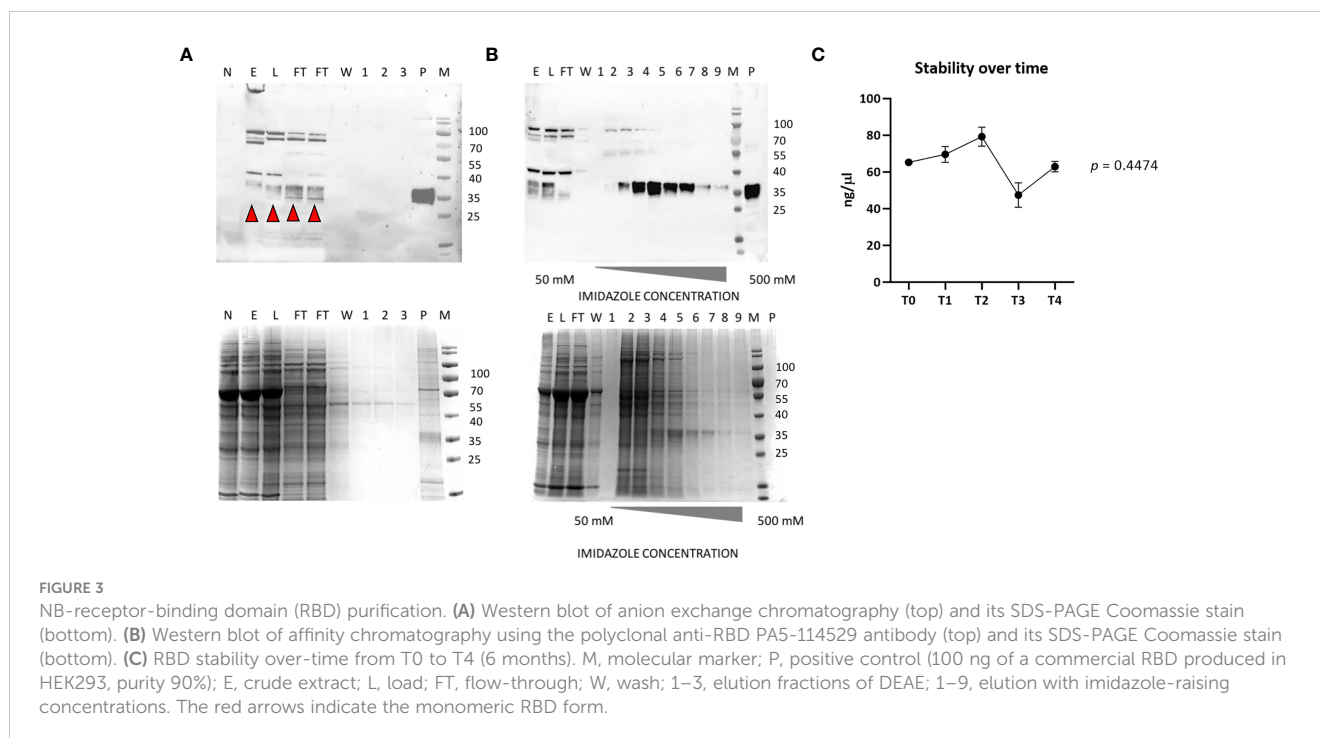 A
N E L FT FT W 1 2 3 P M
100
70
55
40
35
25
N E L FT FT W 1 2 3 P M
100
70
55
40
35
25
B
E L FT W 1 2 3 4 5 6 7 8 9 M P
100
70
55
40
35
25
50 mM 500 mM
IMIDAZOLE CONCENTRATION
E L FT W 1 2 3 4 5 6 7 8 9 M P
100
70
55
40
35
25
50 mM 500 mM
IMIDAZOLE CONCENTRATION
C
Stability over time
100
80
60
40
20
0
ng/μl
T0 T1 T2 T3 T4
p = 0.4474
FIGURE 3
NB-receptor-binding domain (RBD) purification. (A) Western blot of anion exchange chromatography (top) and its SDS-PAGE Coomassie stain
(bottom). (B) Western blot of affinity chromatography using the polyclonal anti-RBD PA5-114529 antibody (top) and its SDS-PAGE Coomassie stain
(bottom). (C) RBD stability over-time from T0 to T4 (6 months). M, molecular marker; P, positive control (100 ng of a commercial RBD produced in
HEK293, purity 90%); E, crude extract; L, load; FT, flow-through; W, wash; 1–3, elution fractions of DEAE; 1–9, elution with imidazole-raising
concentrations. The red arrows indicate the monomeric RBD form.